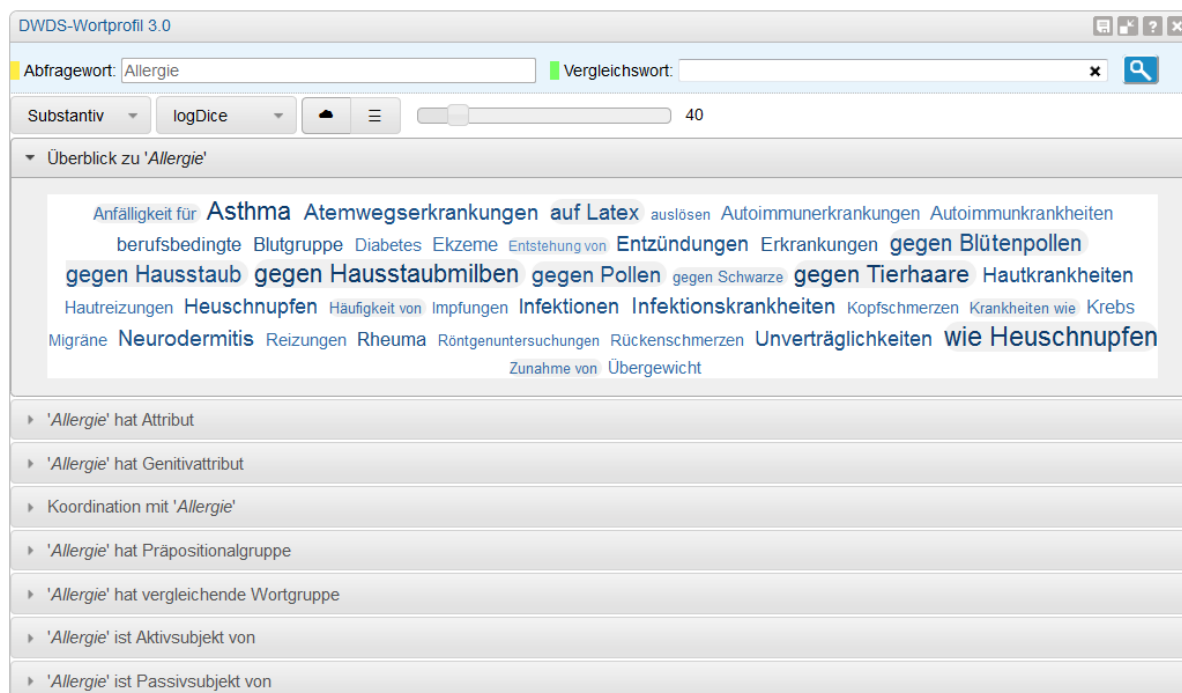 DWDS-Wortprofil 3.0
Abfragewort: Allergie Vergleichswort:
Substantiv logDice 40
Überblick zu 'Allergie'
Anfälligkeit für Asthma Atemwegserkrankungen auf Latex auslösen Autoimmunerkrankungen Autoimmunkrankheiten
berufsbedingte Blutgruppe Diabetes Ekzeme Entstehung von Entzündungen Erkrankungen gegen Blütenpollen
gegen Hausstaub gegen Hausstaubmilben gegen Pollen gegen Schwarze gegen Tierhaare Hautkrankheiten
Hautreizungen Heuschnupfen Häufigkeit von Impfungen Infektionen Infektionskrankheiten Kopfschmerzen Krankheiten wie Krebs
Migräne Neurodermitis Reizungen Rheuma Röntgenuntersuchungen Rückenschmerzen Unverträglichkeiten wie Heuschnupfen
Zunahme von Übergewicht
'Allergie' hat Attribut
'Allergie' hat Genitivattribut
Koordination mit 'Allergie'
'Allergie' hat Präpositionalgruppe
'Allergie' hat vergleichende Wortgruppe
'Allergie' ist Aktivsubjekt von
'Allergie' ist Passivsubjekt von